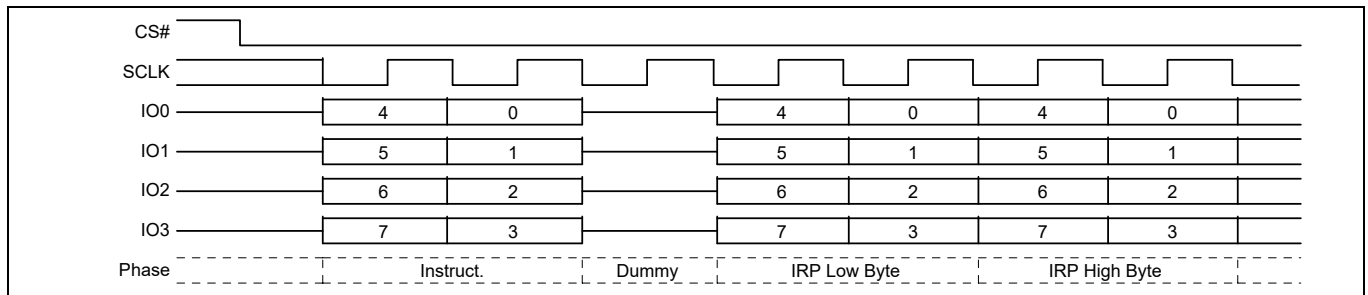 CS#
SCLK
IO0 4 0 4 0 4 0
IO1 5 1 5 1 5 1
IO2 6 2 6 2 6 2
IO3 7 3 7 3 7 3
Phase Instruct. Dummy IRP Low Byte IRP High Byte